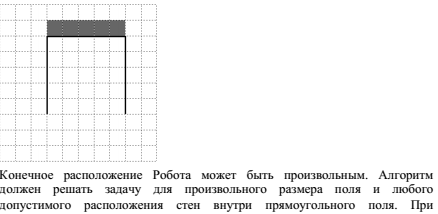 Конечное расположение Робота может быть произвольным. Алгоритм
должен решать задачу для произвольного размера поля и любого
допустимого расположения стен внутри прямоугольного поля. При